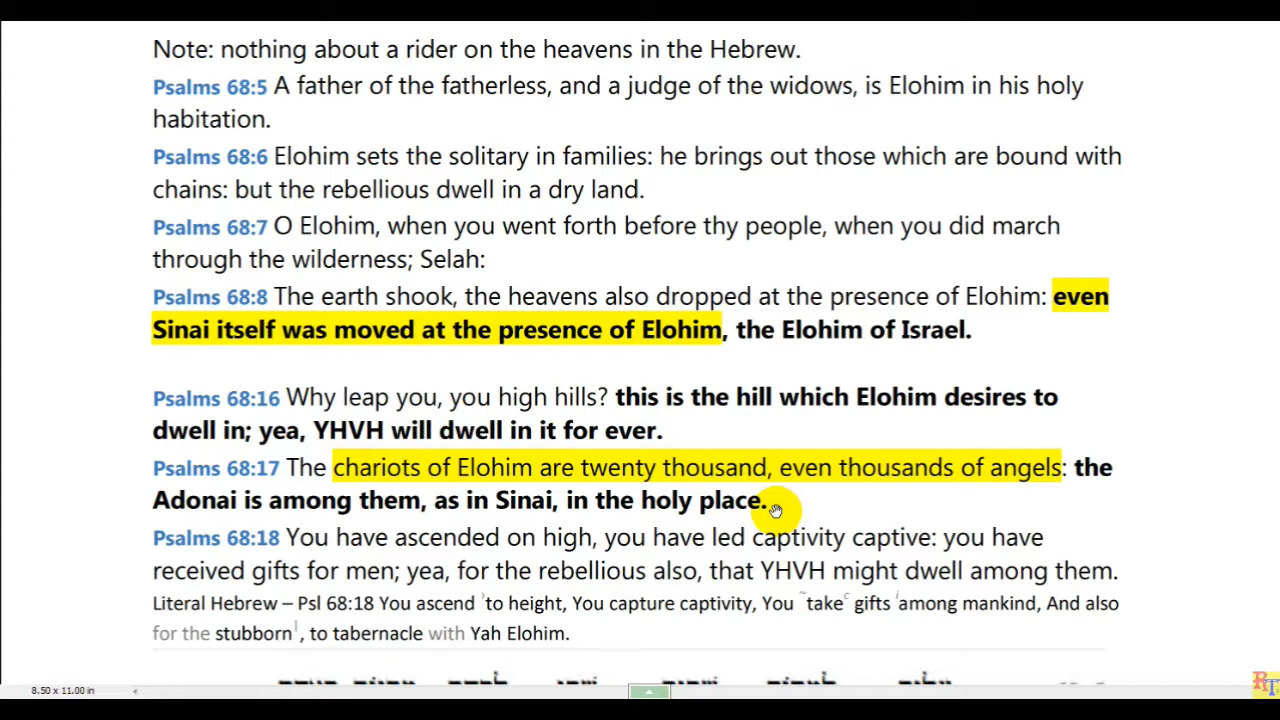 Note: nothing about a rider on the heavens in the Hebrew.
Psalms 68:5 A father of the fatherless, and a judge of the widows, is Elohim in his holy
habitation.
Psalms 68:6 Elohim sets the solitary in families: he brings out those which are bound with
chains: but the rebellious dwell in a dry land.
Psalms 68:7 O Elohim, when you went forth before thy people, when you did march
through the wilderness; Selah:
Psalms 68:8 The earth shook, the heavens also dropped at the presence of Elohim: even
Sinai itself was moved at the presence of Elohim, the Elohim of Israel.
Psalms 68:16 Why leap you, you high hills? this is the hill which Elohim desires to
dwell in; yea, YHVH will dwell in it for ever.
Psalms 68:17 The chariots of Elohim are twenty thousand, even thousands of angels: the
Adonai is among them, as in Sinai, in the holy place.
Psalms 68:18 You have ascended on high, you have led captivity captive: you have
received gifts for men; yea, for the rebellious also, that YHVH might dwell among them.
Literal Hebrew – Psl 68:18 You ascend ᐣto height, You capture captivity, You ~takeᶜ gifts ⁱamong mankind, And also
for the stubbornˡ, to tabernacle with Yah Elohim.
8.50 x 11.00 in